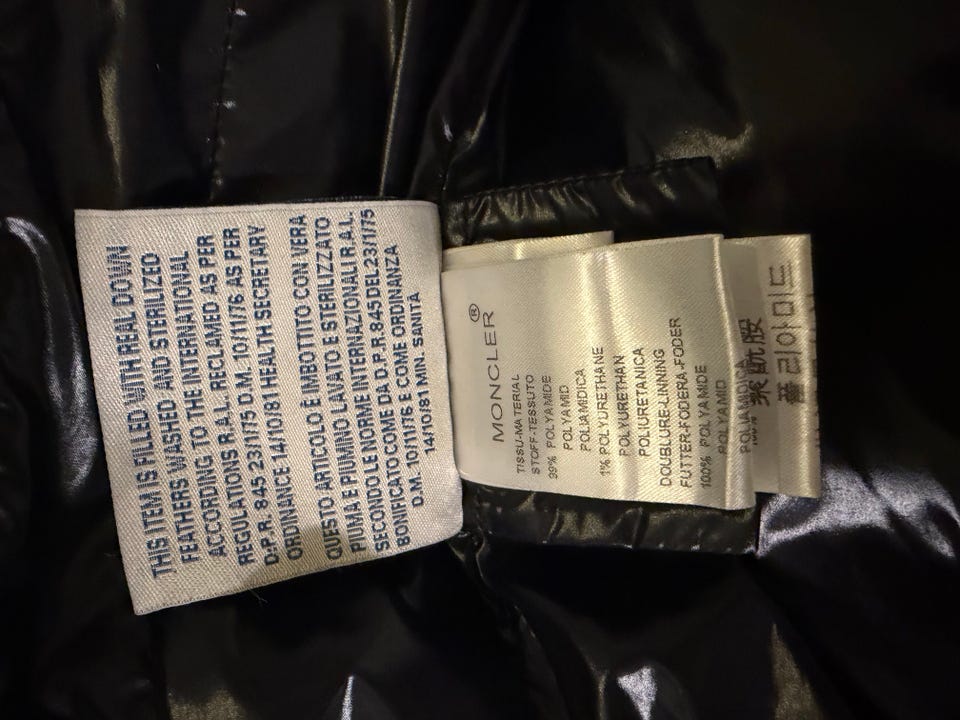 THIS ITEM IS FILLED WITH REAL DOWN
FEATHERS WASHED AND STERILIZED
ACCORDING TO THE INTERNATIONAL
REGULATIONS R.A.L. RECLAMED AS PER
D.P.R. 845 23/11/75 D.M. 10/11/76 AS PER
ORDINANCE 14/10/81 HEALTH SECRETARY
QUESTO ARTICOLO È IMBOTTITO CON VERA
PIUMA E PIUMINO LAVATO E STERILIZZATO
SECONDO LE NORME INTERNAZIONALI R.A.L.
BONIFICATO COME DA D.P.R. 845 DEL 23/11/75
D.M. 10/11/76 E COME ORDINANZA
14/10/81 MIN. SANITÀ
MONCLER®
TISSU-MATERIAL
STOFF-TESSUTO
99% POLYAMIDE
POLYAMID
POLIAMIDICA
1% POLYURETHANE
POLYURETHAN
POLIURETANICA
DOUBLURE-LINNING
FUTTER-FODERA-FODER
100% POLYAMIDE
POLYAMID
POLIAMIDICA
100%
聚酰胺
폴리아미드